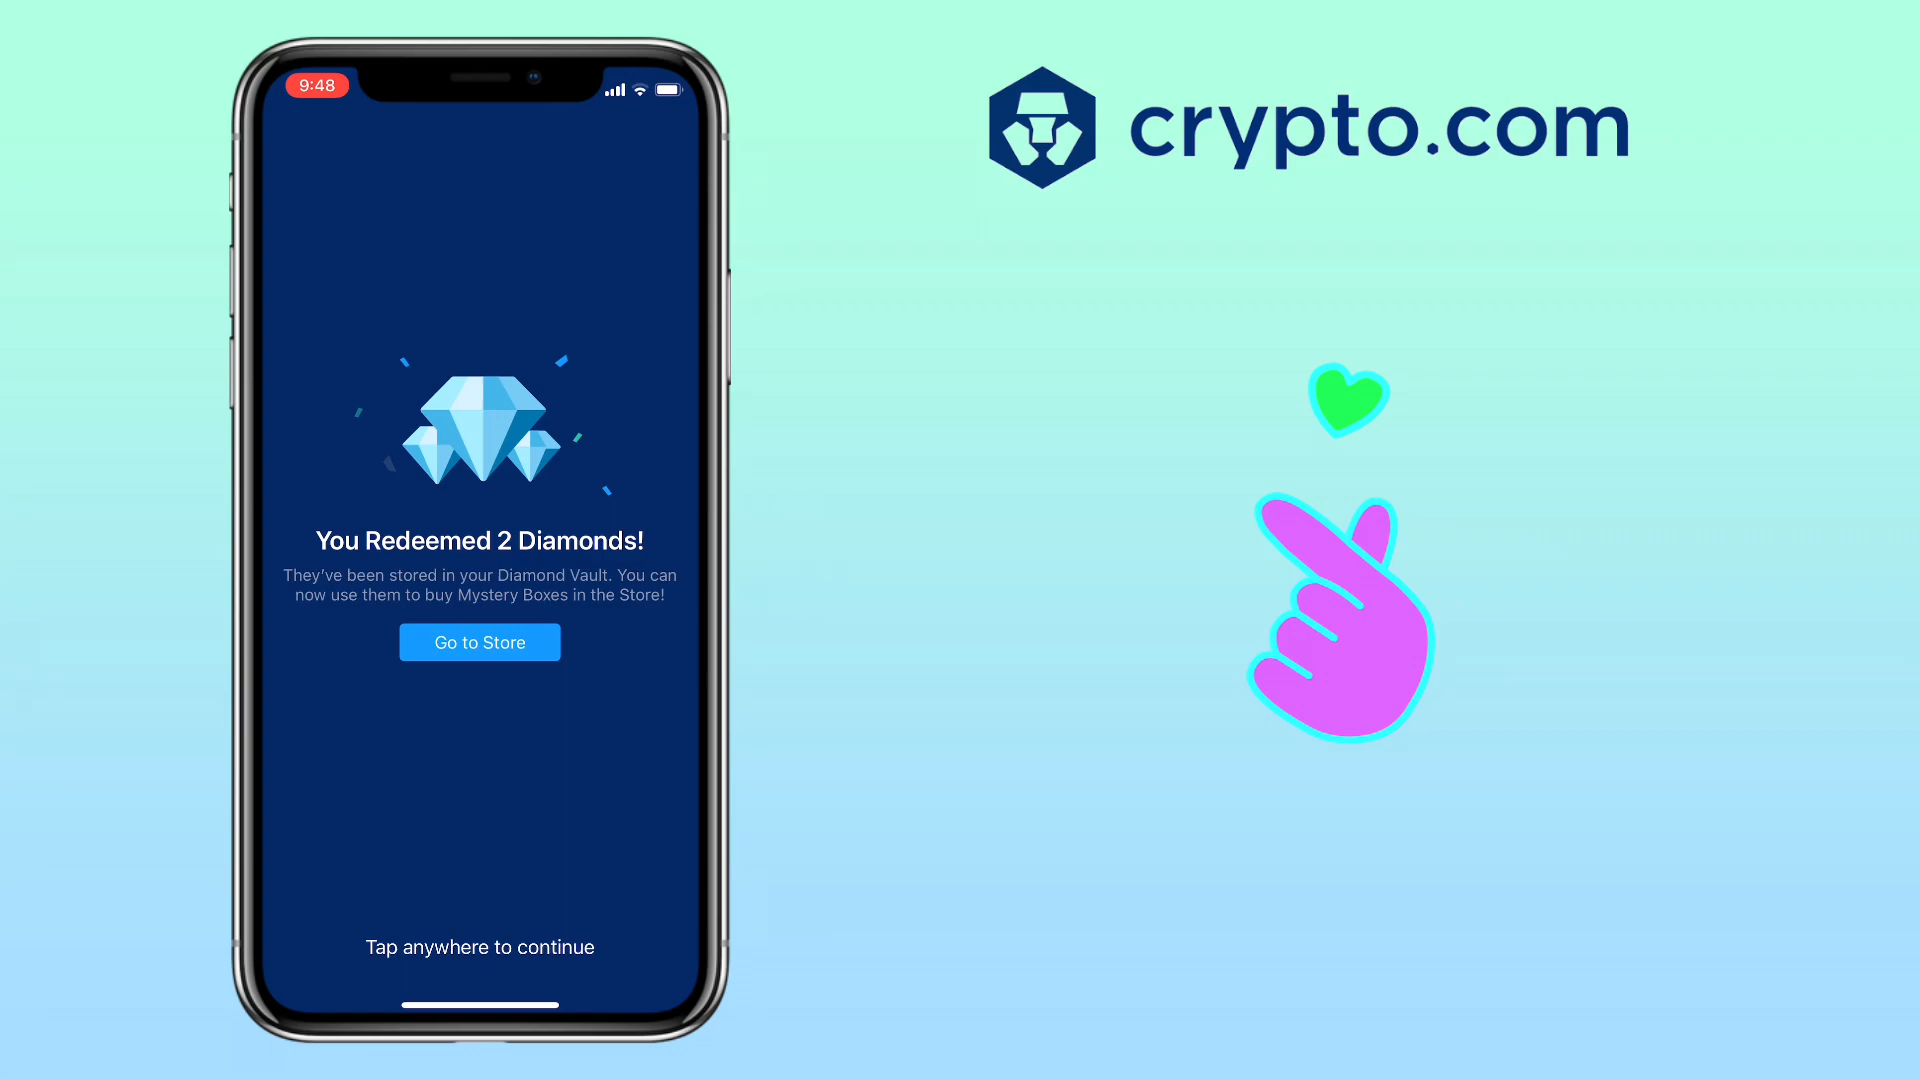 9:48
crypto.com
You Redeemed 2 Diamonds!
They've been stored in your Diamond Vault. You can
now use them to buy Mystery Boxes in the Store!
Go to Store
Tap anywhere to continue